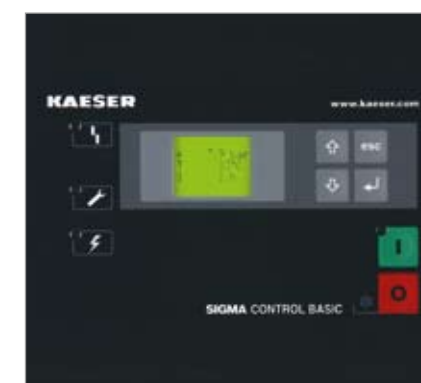 KAESER
www.kaeser.com
esc
I
O
SIGMA CONTROL BASIC